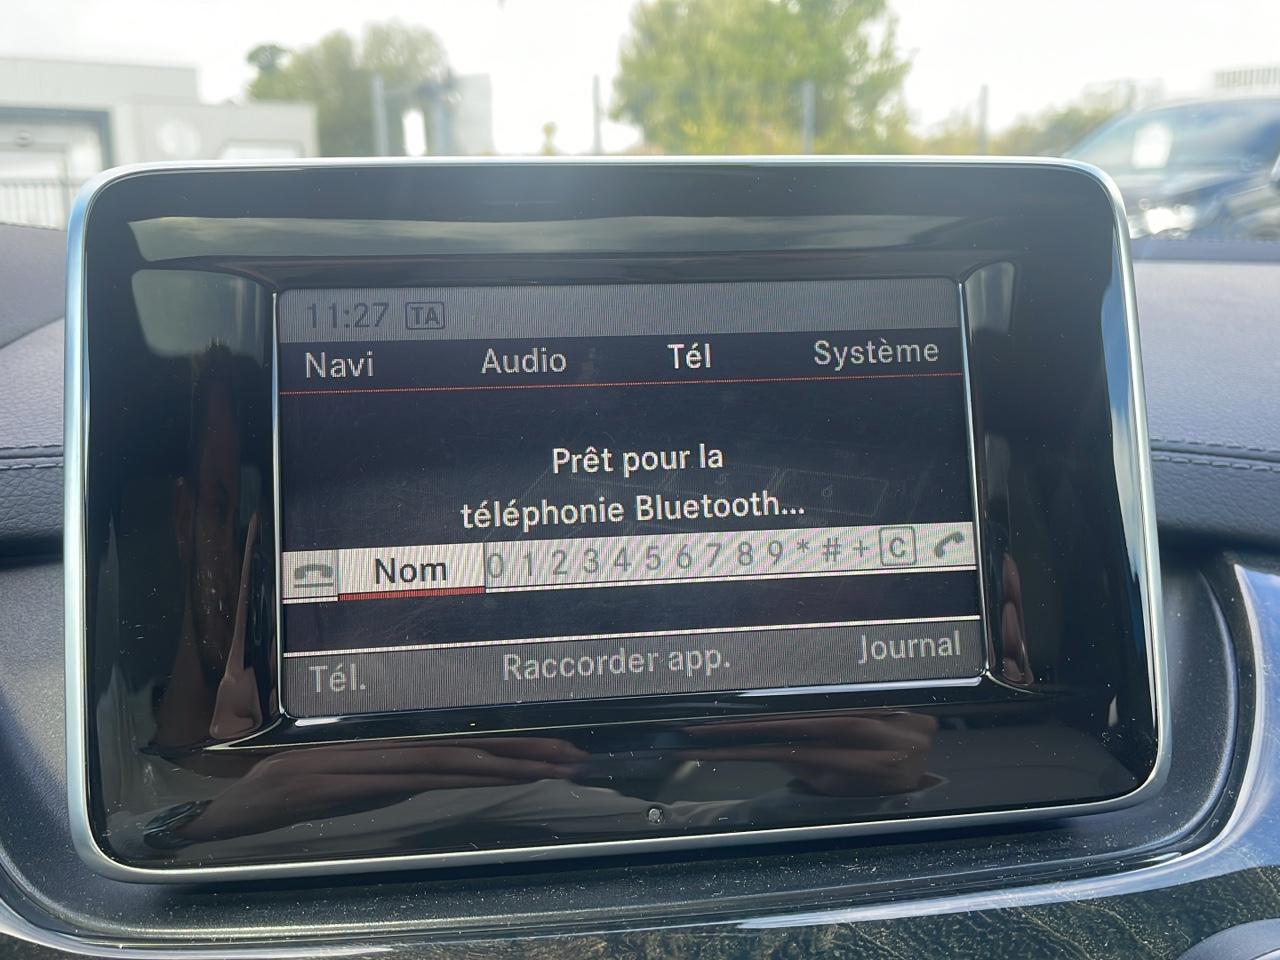 11:27 TA
Navi Audio Tél Système
Prêt pour la
téléphonie Bluetooth...
Nom 0 1 2 3 4 5 6 7 8 9 * # + C
Tél. Raccorder app. Journal